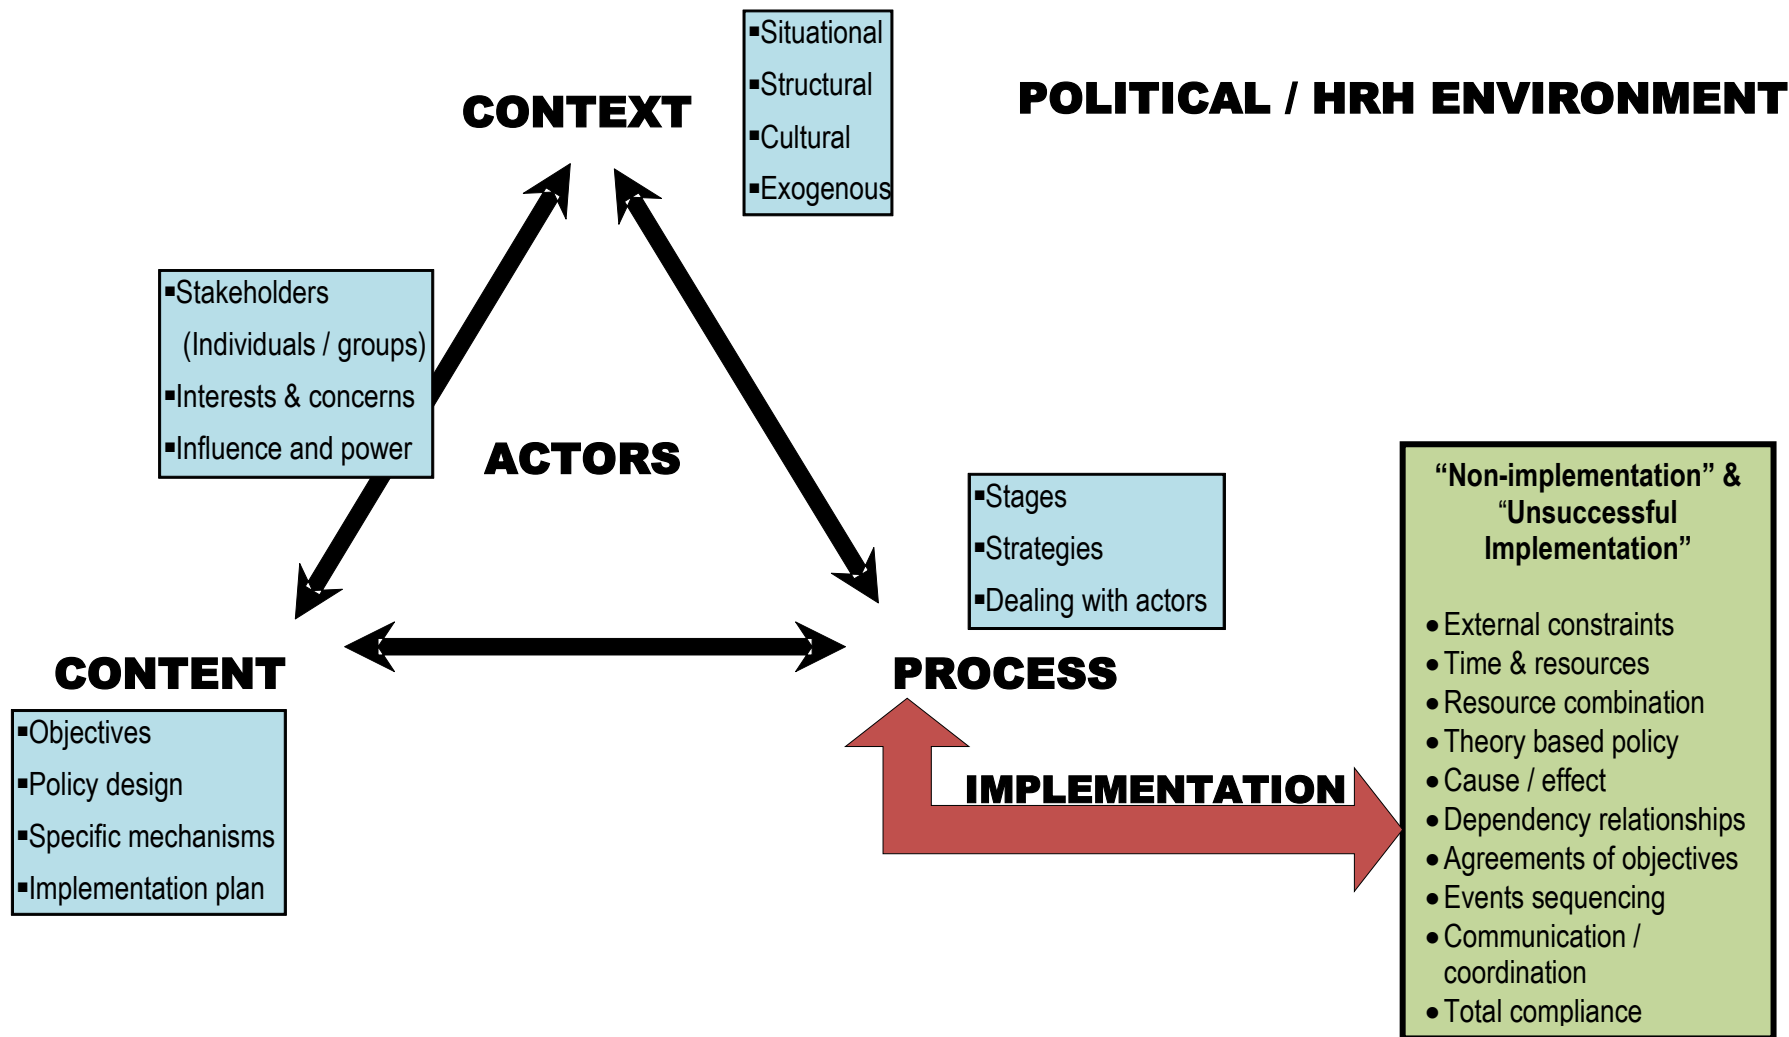 ▪Situational
▪Structural
▪Cultural
▪Exogenous
CONTEXT
POLITICAL / HRH ENVIRONMENT
▪Stakeholders
(Individuals / groups)
▪Interests & concerns
▪Influence and power
ACTORS
▪Stages
▪Strategies
▪Dealing with actors
CONTENT
PROCESS
▪Objectives
▪Policy design
▪Specific mechanisms
▪Implementation plan
IMPLEMENTATION
“Non-implementation” &
“Unsuccessful
Implementation”
• External constraints
• Time & resources
• Resource combination
• Theory based policy
• Cause / effect
• Dependency relationships
• Agreements of objectives
• Events sequencing
• Communication /
coordination
• Total compliance